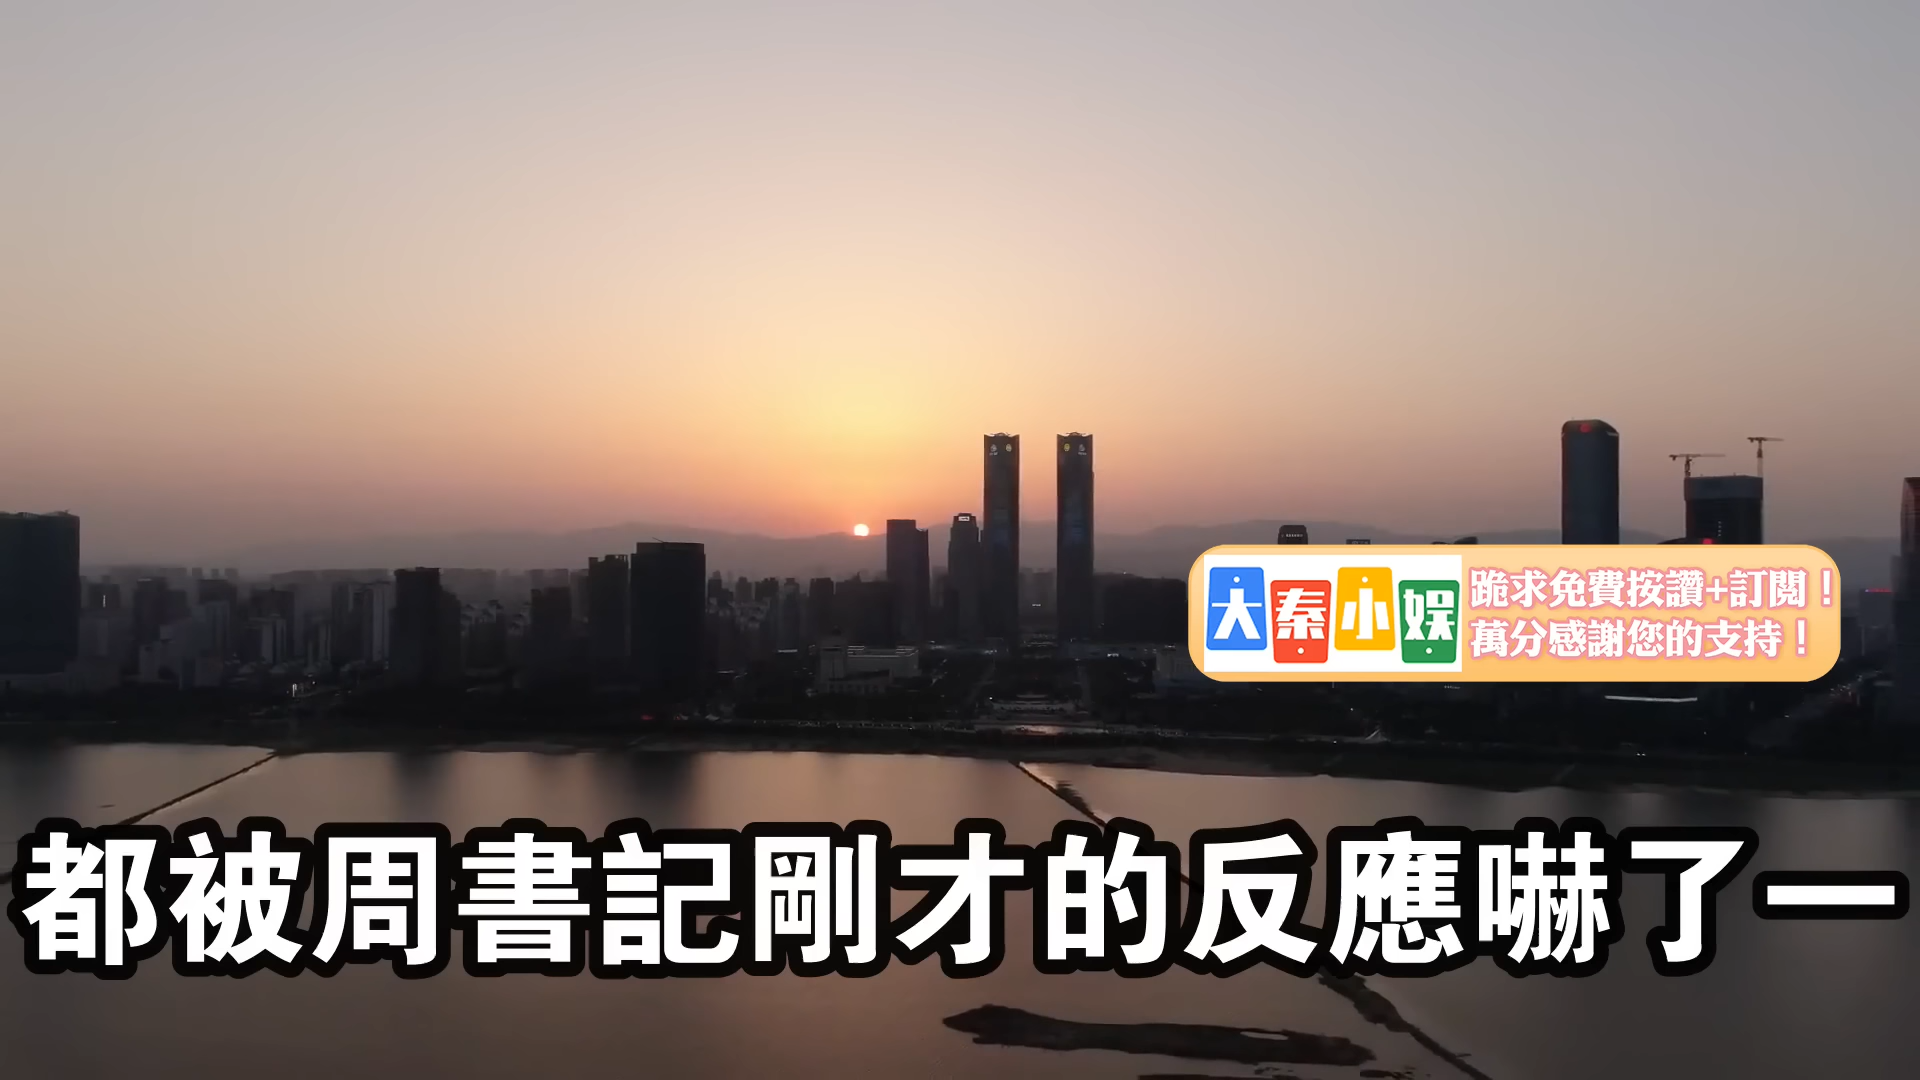 大秦小娱
跪求免費按讚+訂閱！
萬分感謝您的支持！
都被周書記剛才的反應嚇了一